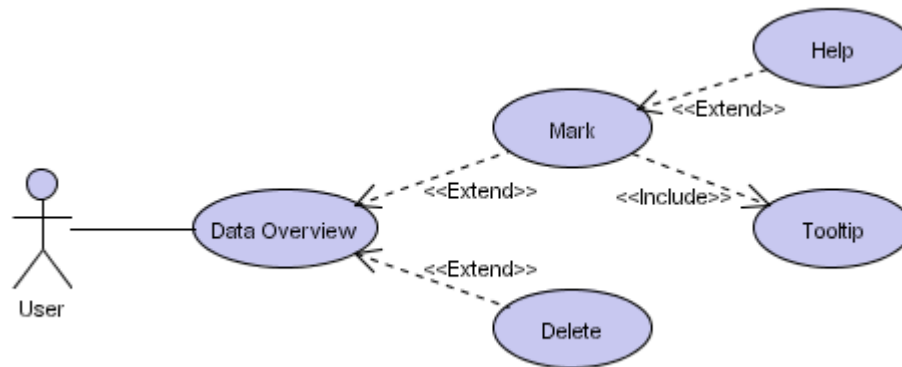 Help
<<Extend>>
Mark
<<Extend>>
<<Include>>
Tooltip
Data Overview
<<Extend>>
User
Delete